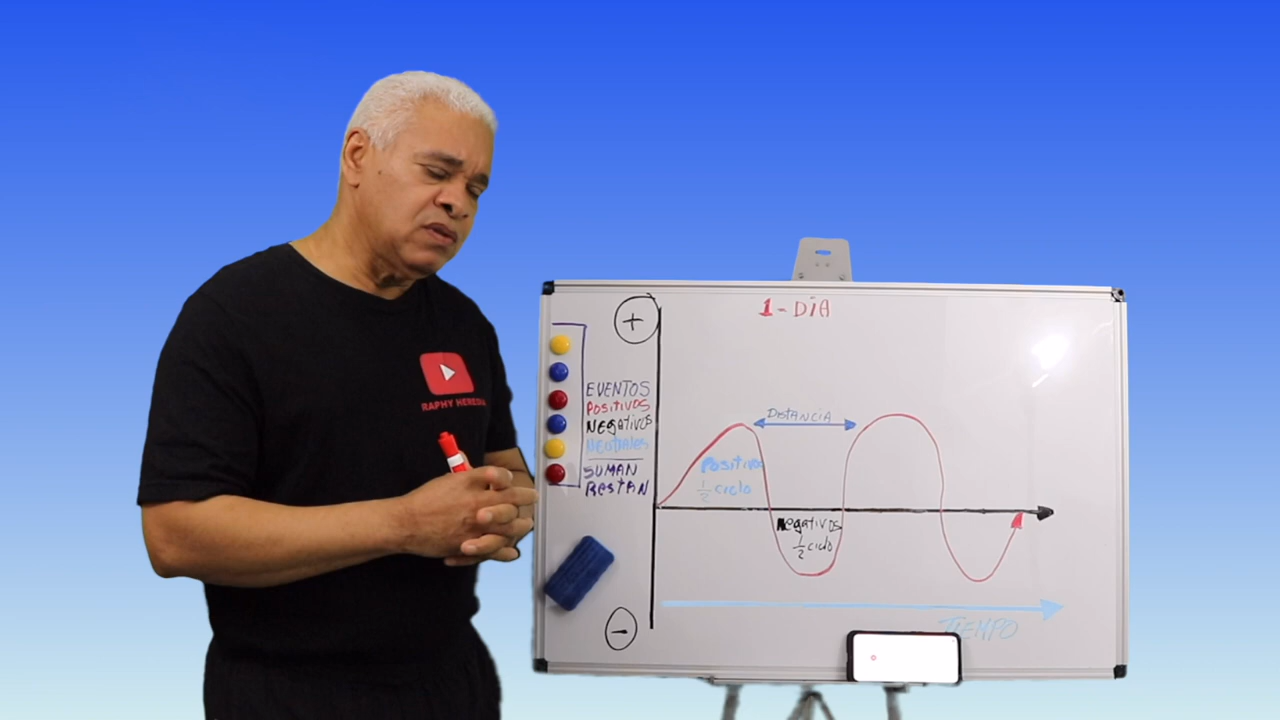 RAPHY HEREDIA
1 - DiA
+
EVENTOS
POSitivOS
NEgAtivOS
Neutrales
SUMAN
RestAN
DistANCiA
Positivos
1/2 ciclo
Negativos
1/2 ciclo
-
TIEMPO